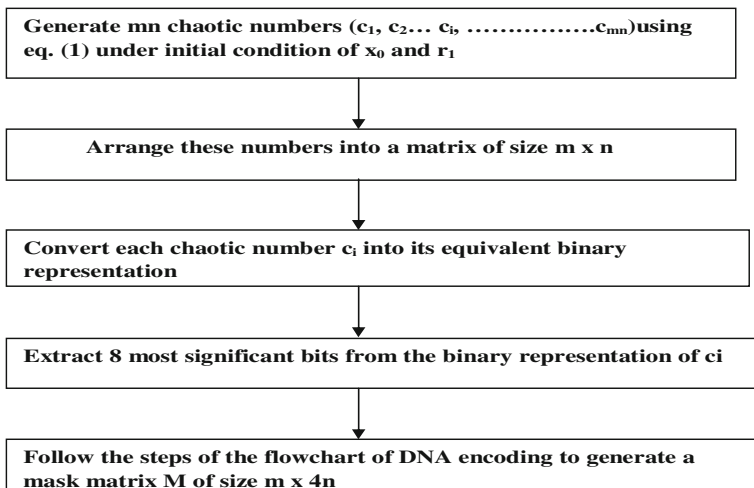 Generate mn chaotic numbers (c₁, c₂… cᵢ, …………….cₘₙ)using
eq. (1) under initial condition of x₀ and r₁
Arrange these numbers into a matrix of size m x n
Convert each chaotic number cᵢ into its equivalent binary
representation
Extract 8 most significant bits from the binary representation of ci
Follow the steps of the flowchart of DNA encoding to generate a
mask matrix M of size m x 4n